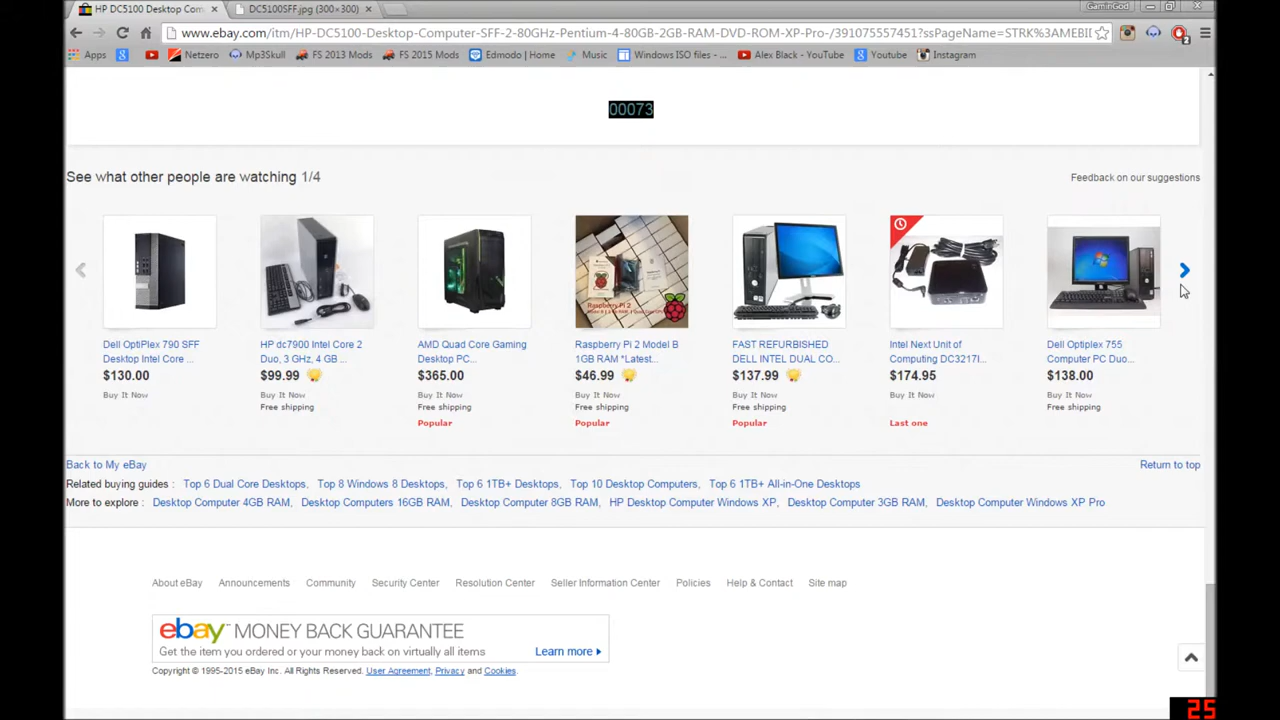 HP DC5100 Desktop Com
DC5100SFF.jpg (300×300)
GaminGod
www.ebay.com/itm/HP-DC5100-Desktop-Computer-SFF-2-80GHz-Pentium-4-80GB-2GB-RAM-DVD-ROM-XP-Pro-/391075557451?ssPageName=STRK%3AMEBID
Apps Netzero Mp3Skull FS 2013 Mods FS 2015 Mods Edmodo | Home Music Windows ISO files -... Alex Black - YouTube Youtube Instagram
00073
See what other people are watching 1/4
Feedback on our suggestions
Dell OptiPlex 790 SFF
Desktop Intel Core ...
$130.00
Buy It Now
HP dc7900 Intel Core 2
Duo, 3 GHz, 4 GB ...
$99.99
Buy It Now
Free shipping
AMD Quad Core Gaming
Desktop PC...
$365.00
Buy It Now
Free shipping
Popular
Raspberry Pi 2
Raspberry Pi 2 Model B
1GB RAM *Latest...
$46.99
Buy It Now
Free shipping
Popular
FAST REFURBISHED
DELL INTEL DUAL CO...
$137.99
Buy It Now
Free shipping
Popular
Intel Next Unit of
Computing DC3217I...
$174.95
Buy It Now
Last one
Dell Optiplex 755
Computer PC Duo...
$138.00
Buy It Now
Free shipping
Back to My eBay
Return to top
Related buying guides: Top 6 Dual Core Desktops, Top 8 Windows 8 Desktops, Top 6 1TB+ Desktops, Top 10 Desktop Computers, Top 6 1TB+ All-in-One Desktops
More to explore: Desktop Computer 4GB RAM, Desktop Computers 16GB RAM, Desktop Computer 8GB RAM, HP Desktop Computer Windows XP, Desktop Computer 3GB RAM, Desktop Computer Windows XP Pro
About eBay Announcements Community Security Center Resolution Center Seller Information Center Policies Help & Contact Site map
ebay MONEY BACK GUARANTEE
Get the item you ordered or your money back on virtually all items
Learn more
Copyright © 1995-2015 eBay Inc. All Rights Reserved. User Agreement, Privacy and Cookies.
25